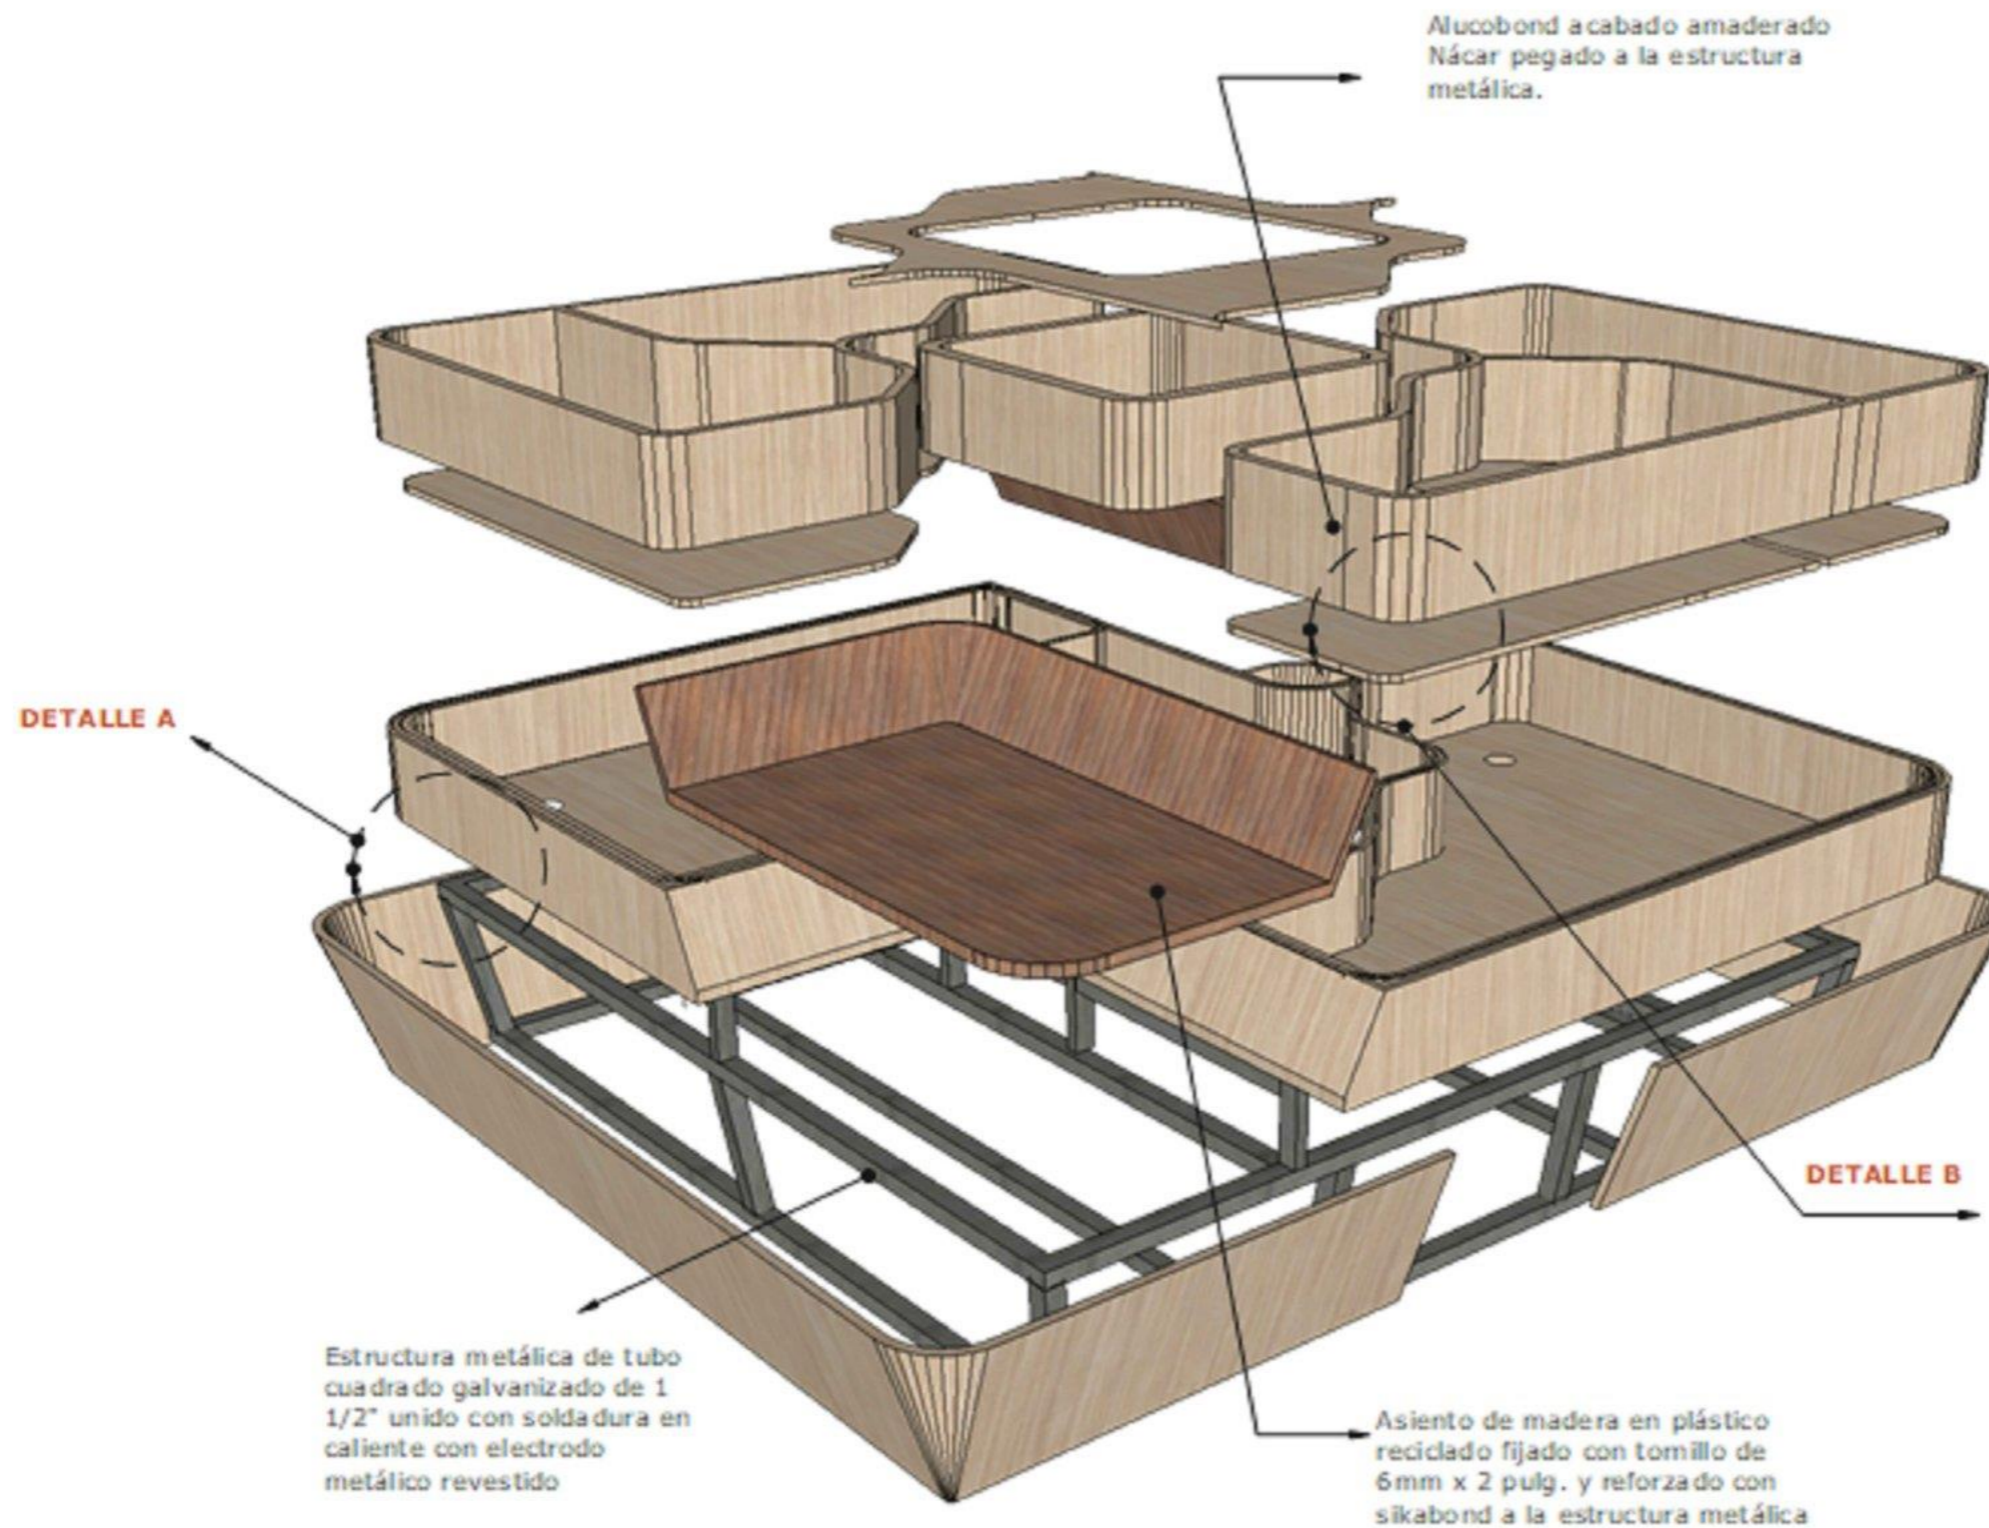 Alucobond acabado amaderado
Nácar pegado a la estructura
metálica.
DETALLE A
DETALLE B
Estructura metálica de tubo
cuadrado galvanizado de 1
1/2" unido con soldadura en
caliente con electrodo
metálico revestido
Asiento de madera en plástico
reciclado fijado con tornillo de
6mm x 2 pulg. y reforzado con
sikabond a la estructura metálica